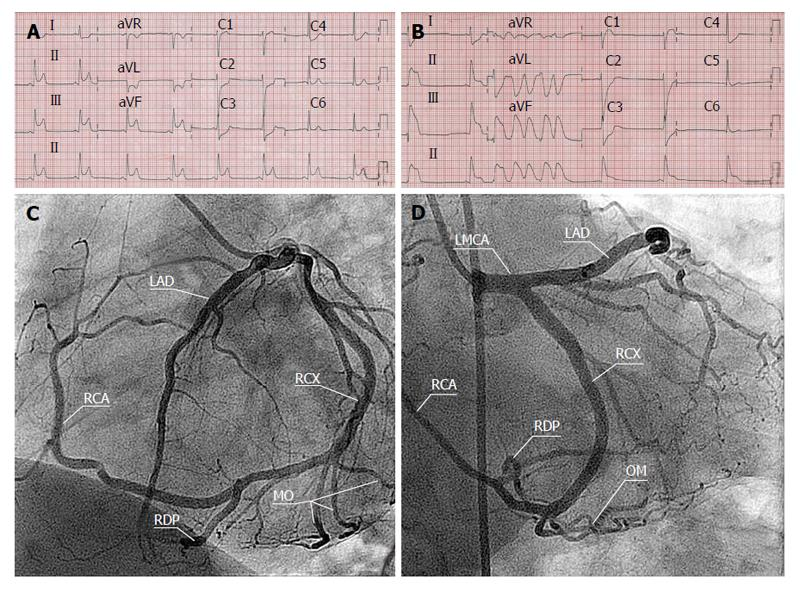 A
I aVR C1 C4
II aVL C2 C5
III aVF C3 C6
II
B
I aVR C1 C4
II aVL C2 C5
III aVF C3 C6
II
C
LAD
RCX
RCA
MO
RDP
D
LMCA
LAD
RCX
RCA
RDP
OM